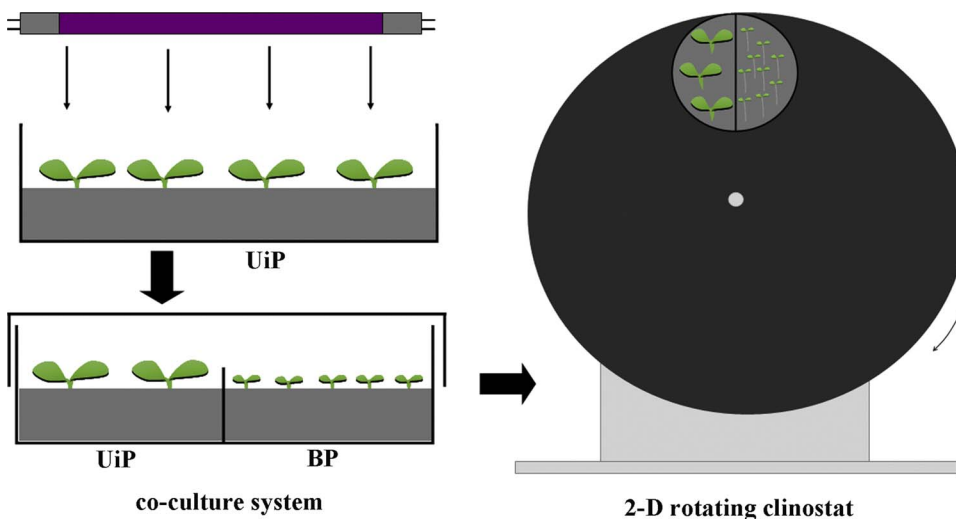 UiP
UiP
BP
co-culture system
2-D rotating clinostat